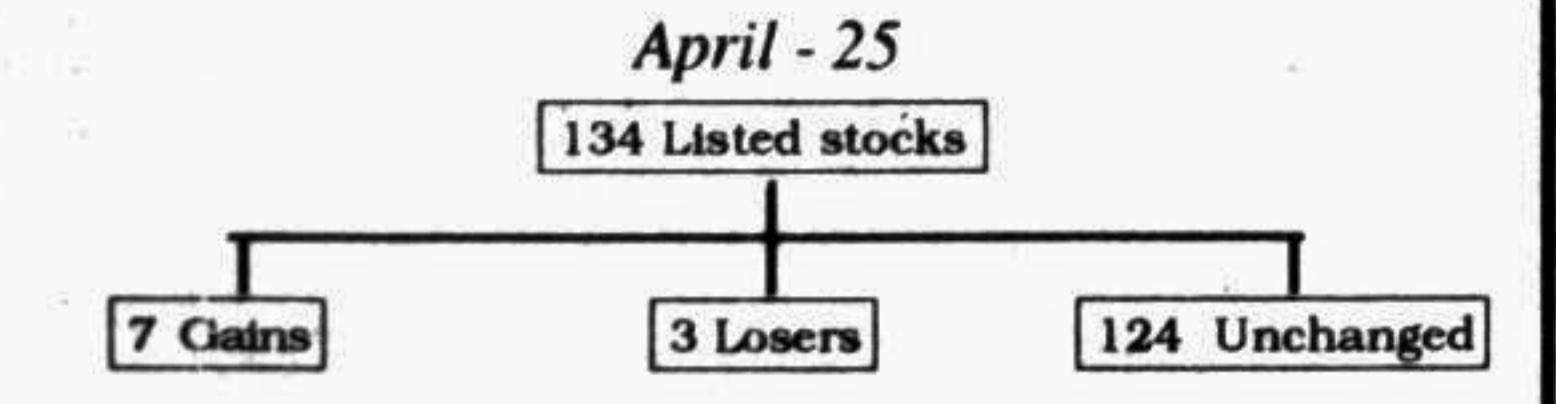 April - 25
134 Listed stocks
7 Gains
3 Losers
124 Unchanged